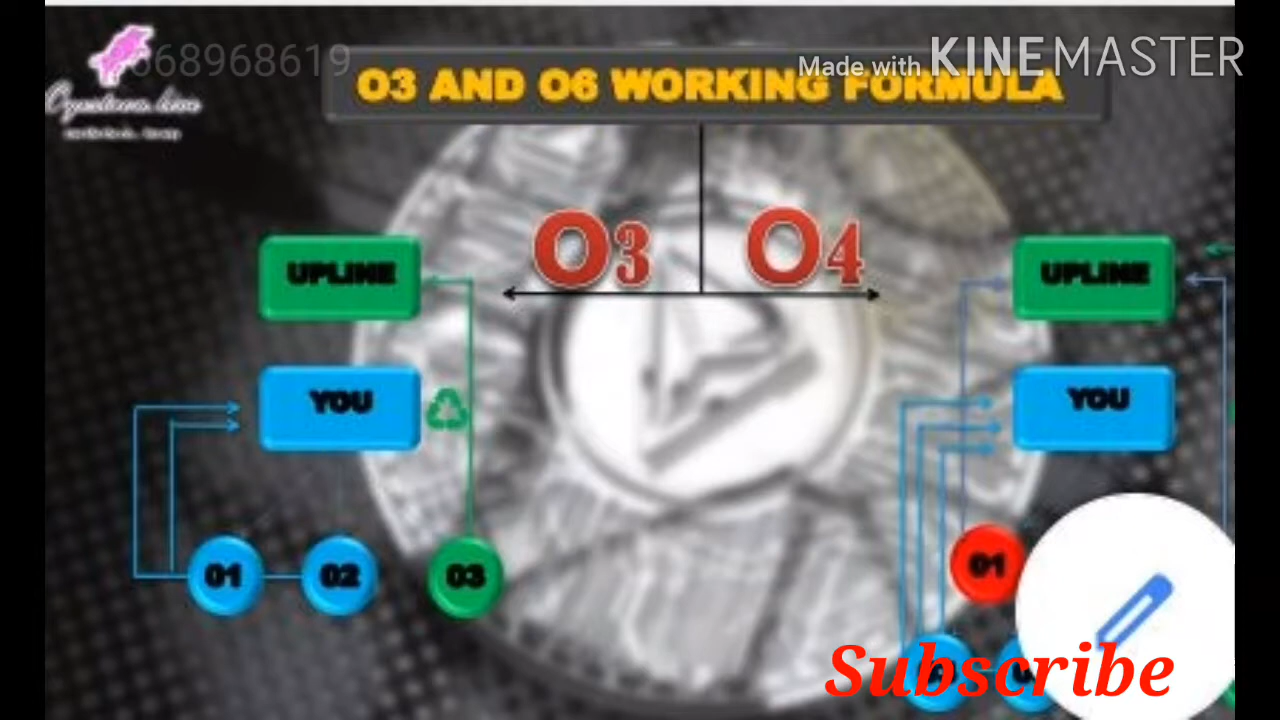 68968619
Made with KINEMASTER
O3 AND O6 WORKING FORMULA
O3
O4
UPLINE
UPLINE
YOU
YOU
01
02
03
01
Subscribe